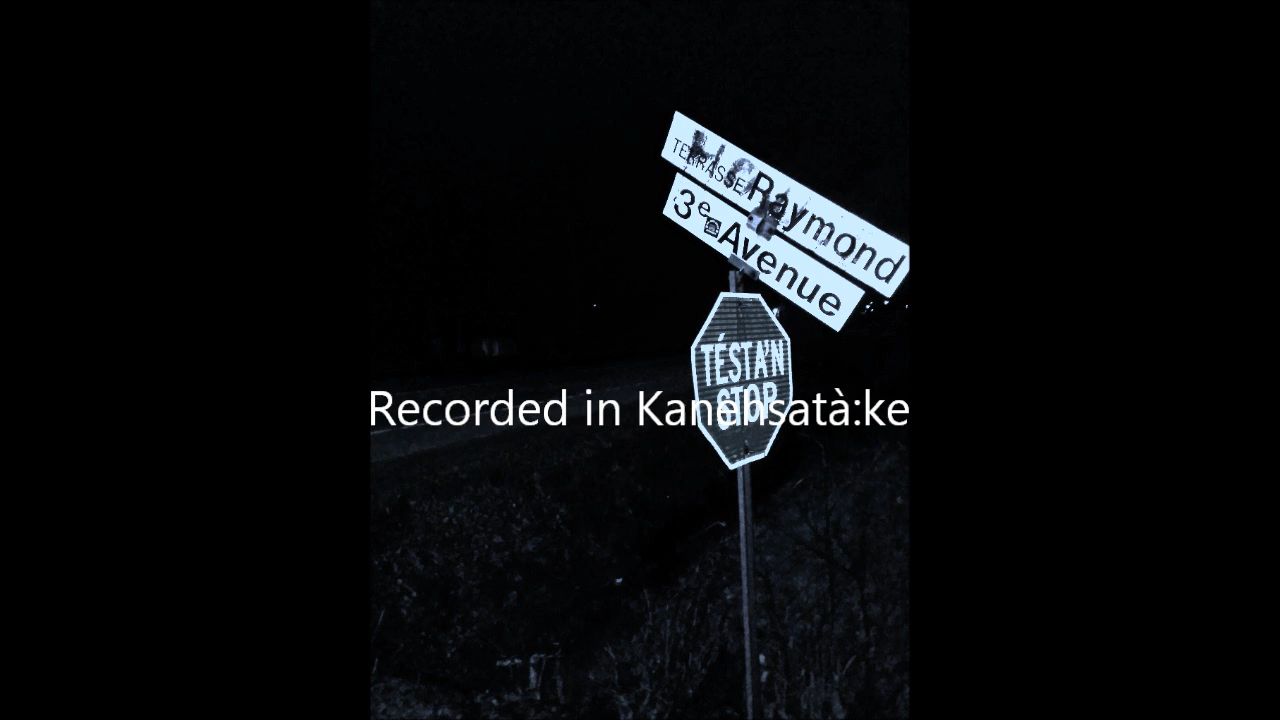 TERRASSE Raymond
3e Avenue
TÉSTA'N
STOP
Recorded in Kanehsatà:ke